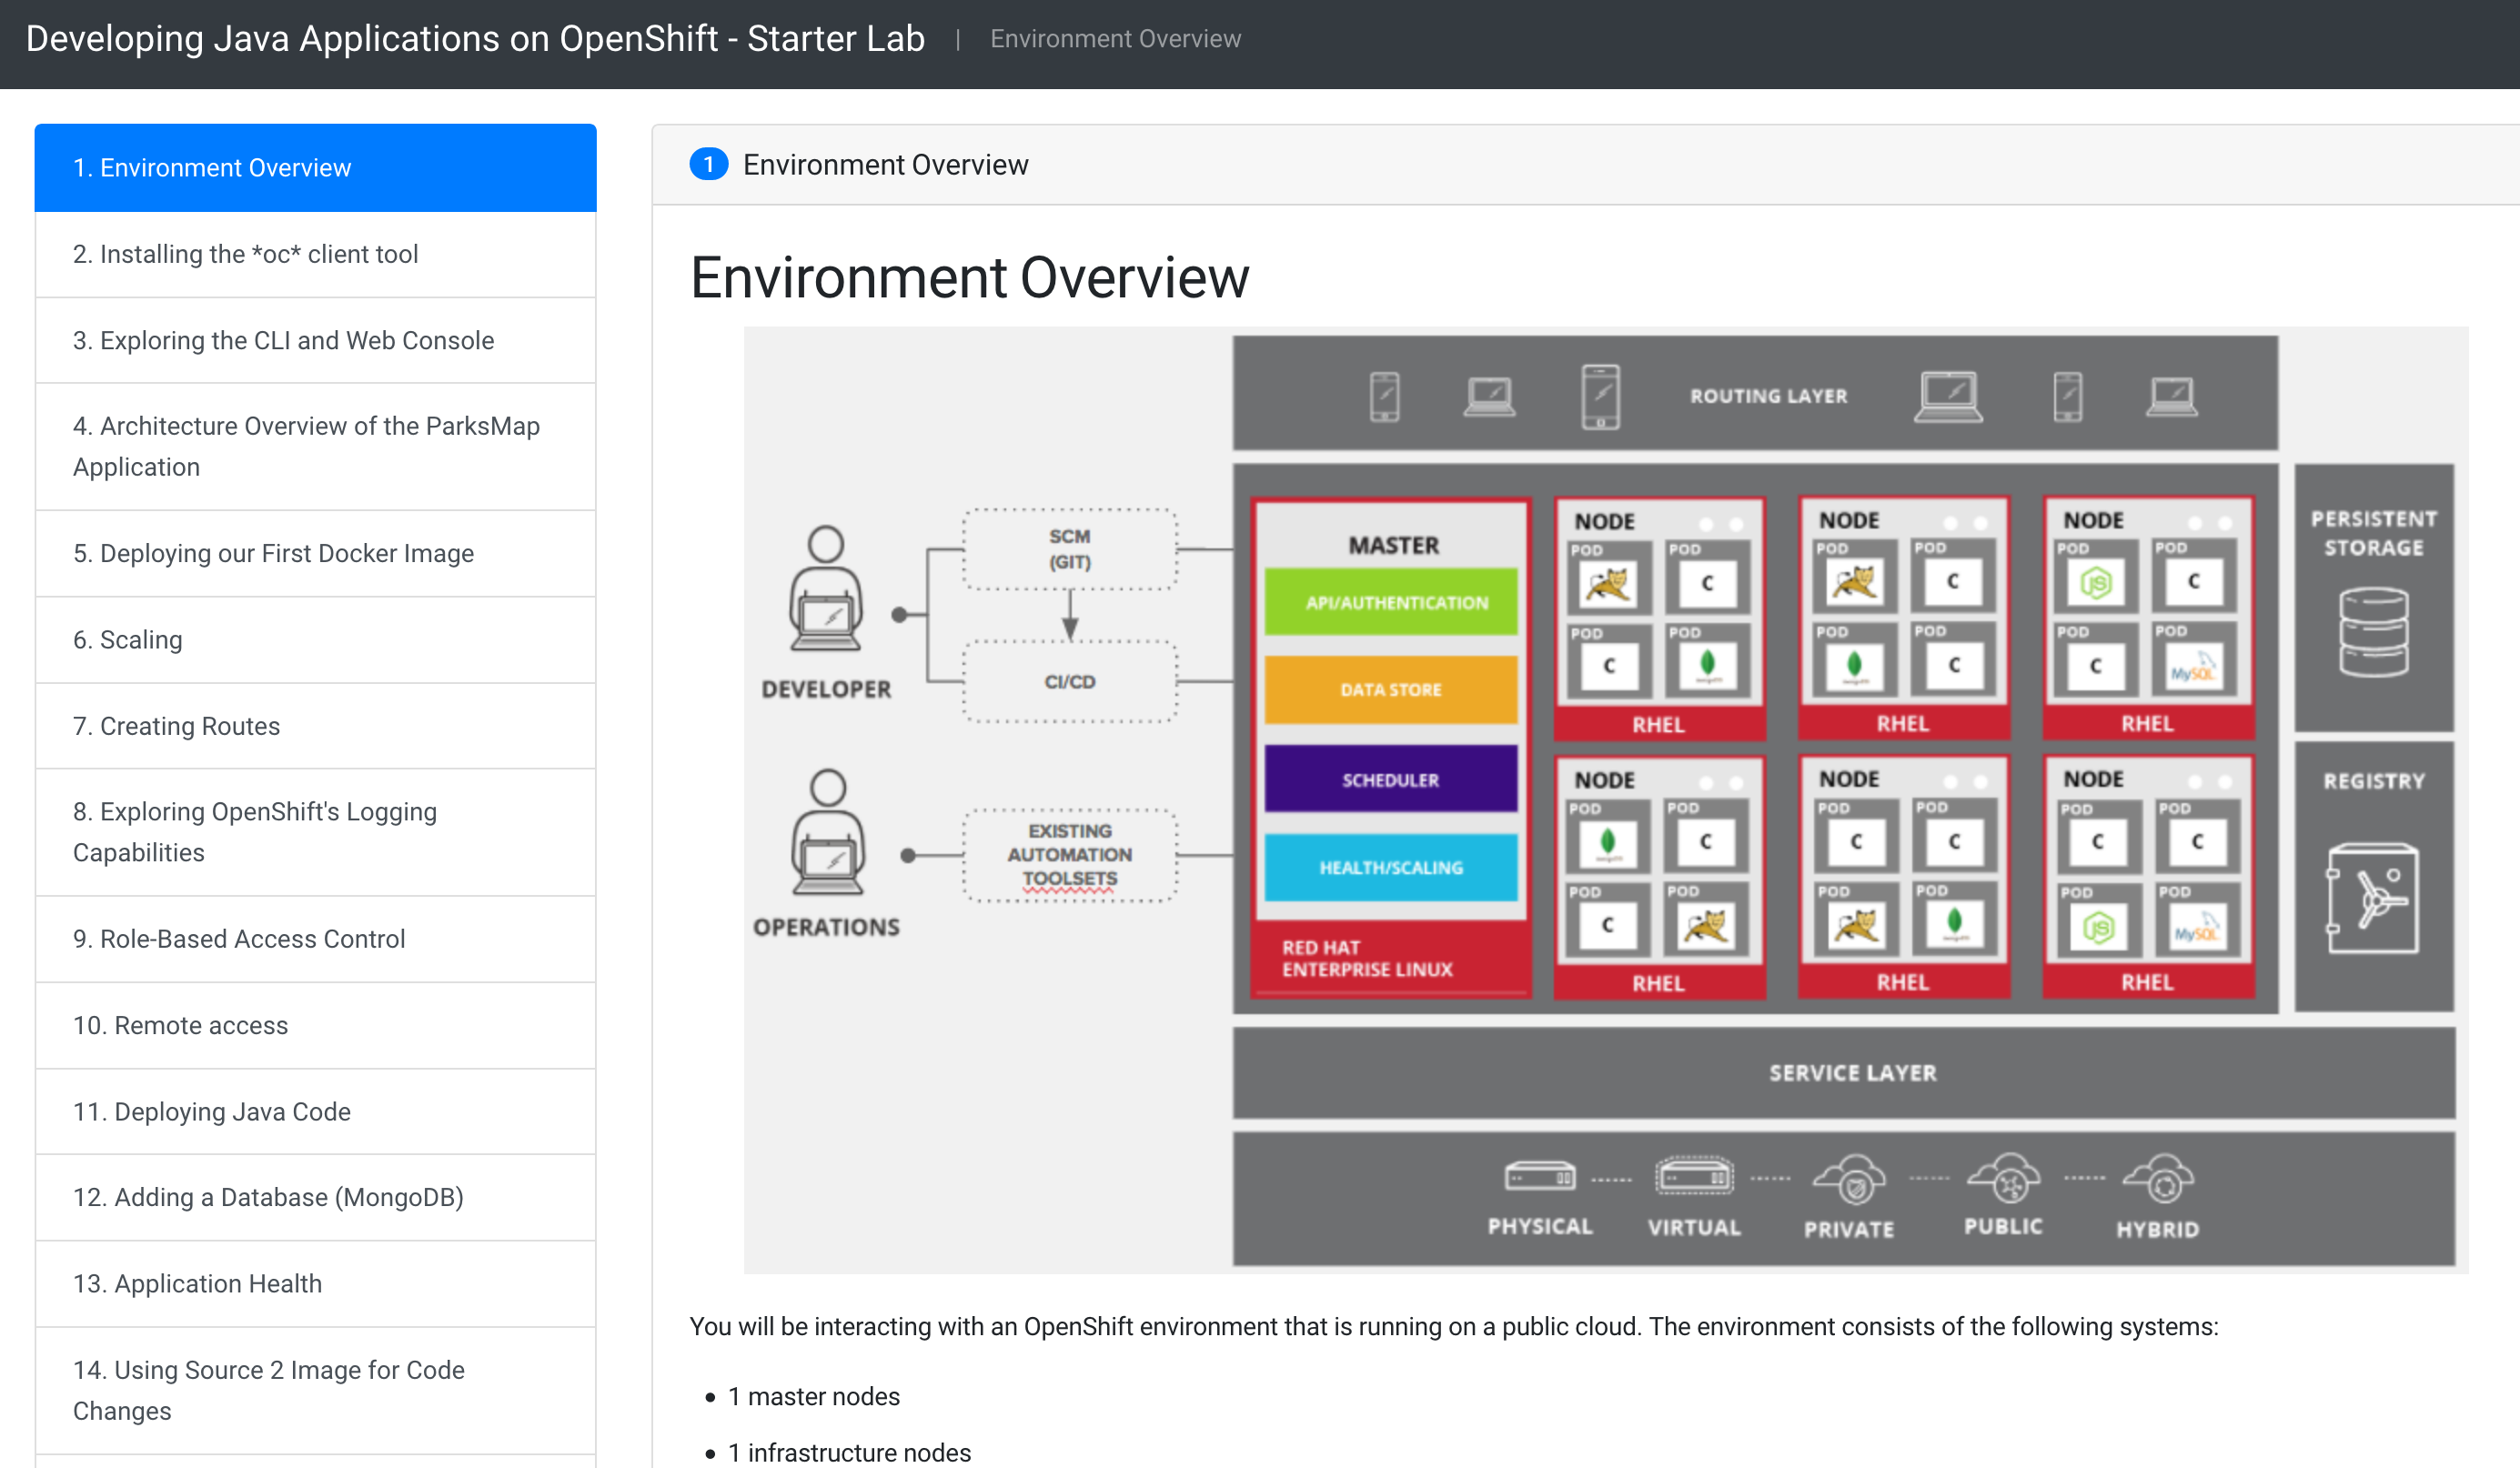 Developing Java Applications on OpenShift - Starter Lab | Environment Overview
1. Environment Overview
2. Installing the *oc* client tool
3. Exploring the CLI and Web Console
4. Architecture Overview of the ParksMap
Application
5. Deploying our First Docker Image
6. Scaling
7. Creating Routes
8. Exploring OpenShift's Logging
Capabilities
9. Role-Based Access Control
10. Remote access
11. Deploying Java Code
12. Adding a Database (MongoDB)
13. Application Health
14. Using Source 2 Image for Code
Changes
1 Environment Overview
Environment Overview
ROUTING LAYER
DEVELOPER
SCM
(GIT)
CI/CD
OPERATIONS
EXISTING
AUTOMATION
TOOLSETS
MASTER
API/AUTHENTICATION
DATA STORE
SCHEDULER
HEALTH/SCALING
RED HAT
ENTERPRISE LINUX
NODE
POD
POD
C
POD
C
POD
RHEL
NODE
POD
POD
C
POD
POD
C
RHEL
NODE
POD
JS
POD
C
POD
C
POD
MySQL
RHEL
NODE
POD
POD
C
POD
C
POD
RHEL
NODE
POD
C
POD
C
POD
POD
RHEL
NODE
POD
C
POD
C
POD
JS
POD
MySQL
RHEL
PERSISTENT
STORAGE
REGISTRY
SERVICE LAYER
PHYSICAL
VIRTUAL
PRIVATE
PUBLIC
HYBRID
You will be interacting with an OpenShift environment that is running on a public cloud. The environment consists of the following systems:
• 1 master nodes
• 1 infrastructure nodes